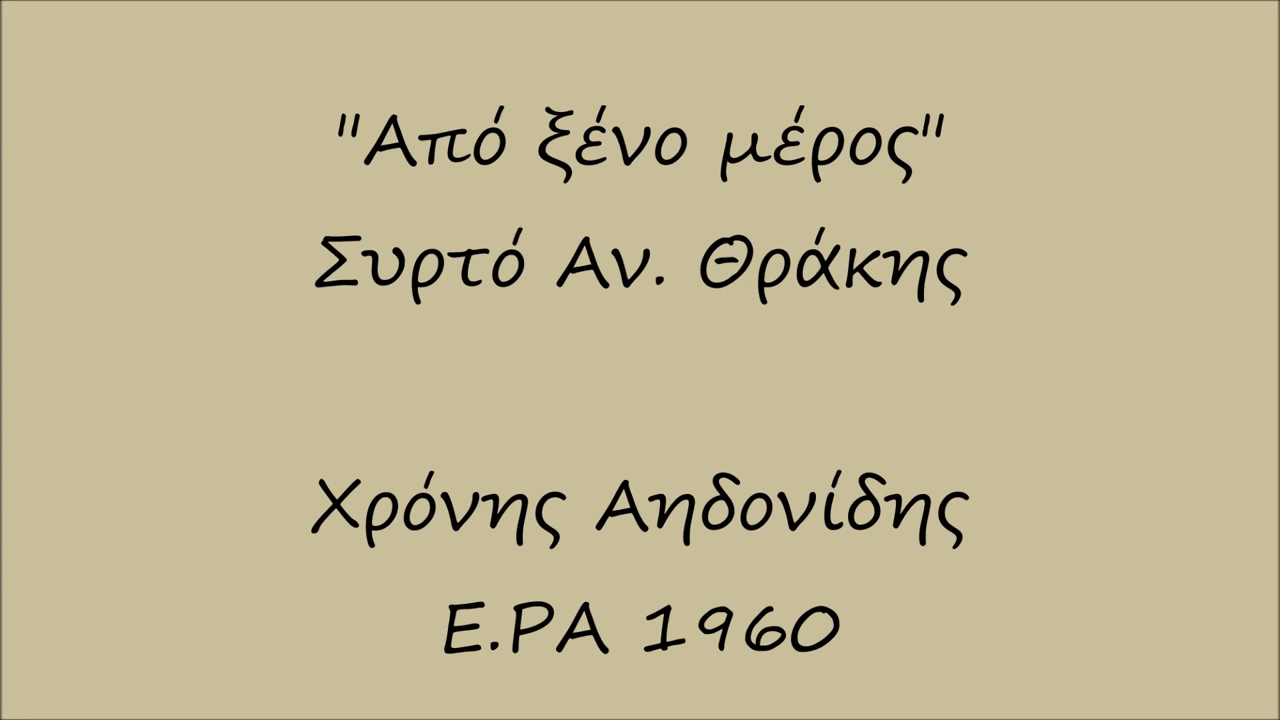 "Από ξένο μέρος"
Συρτό Αν. Θράκης
Χρόνης Αηδονίδης
Ε.ΡΑ 1960